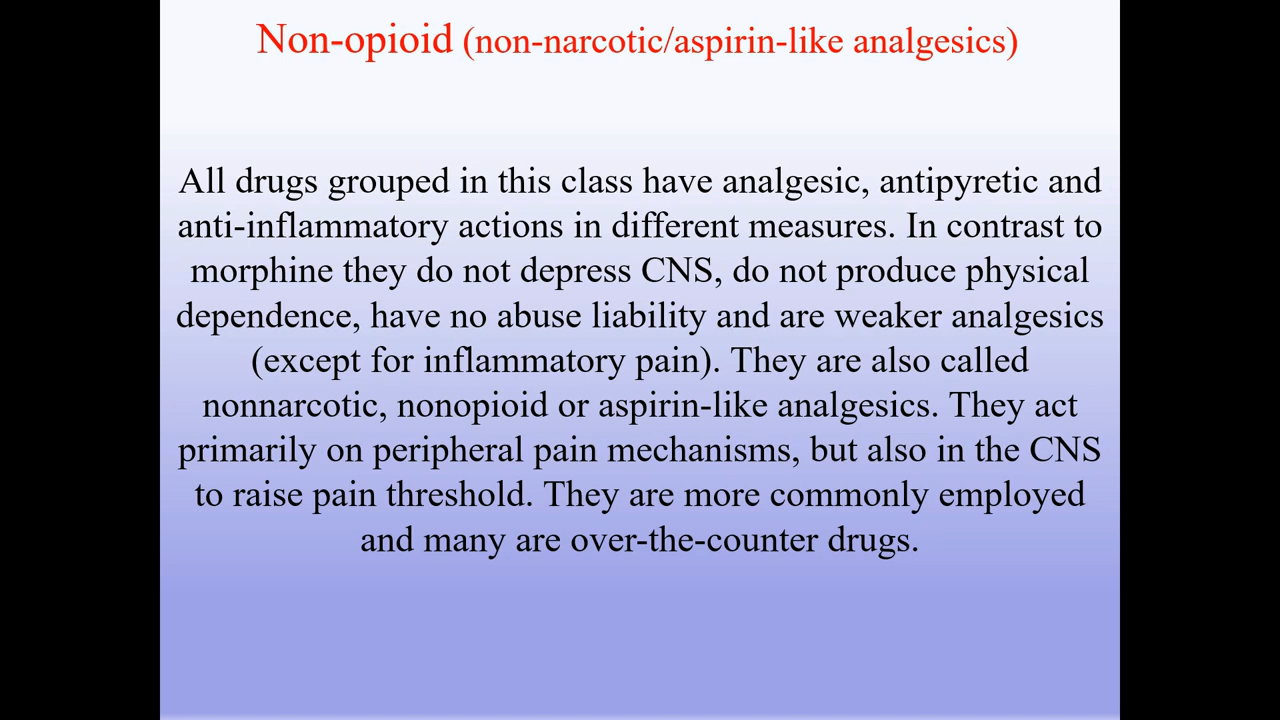 Non-opioid (non-narcotic/aspirin-like analgesics)
All drugs grouped in this class have analgesic, antipyretic and
anti-inflammatory actions in different measures. In contrast to
morphine they do not depress CNS, do not produce physical
dependence, have no abuse liability and are weaker analgesics
(except for inflammatory pain). They are also called
nonnarcotic, nonopioid or aspirin-like analgesics. They act
primarily on peripheral pain mechanisms, but also in the CNS
to raise pain threshold. They are more commonly employed
and many are over-the-counter drugs.